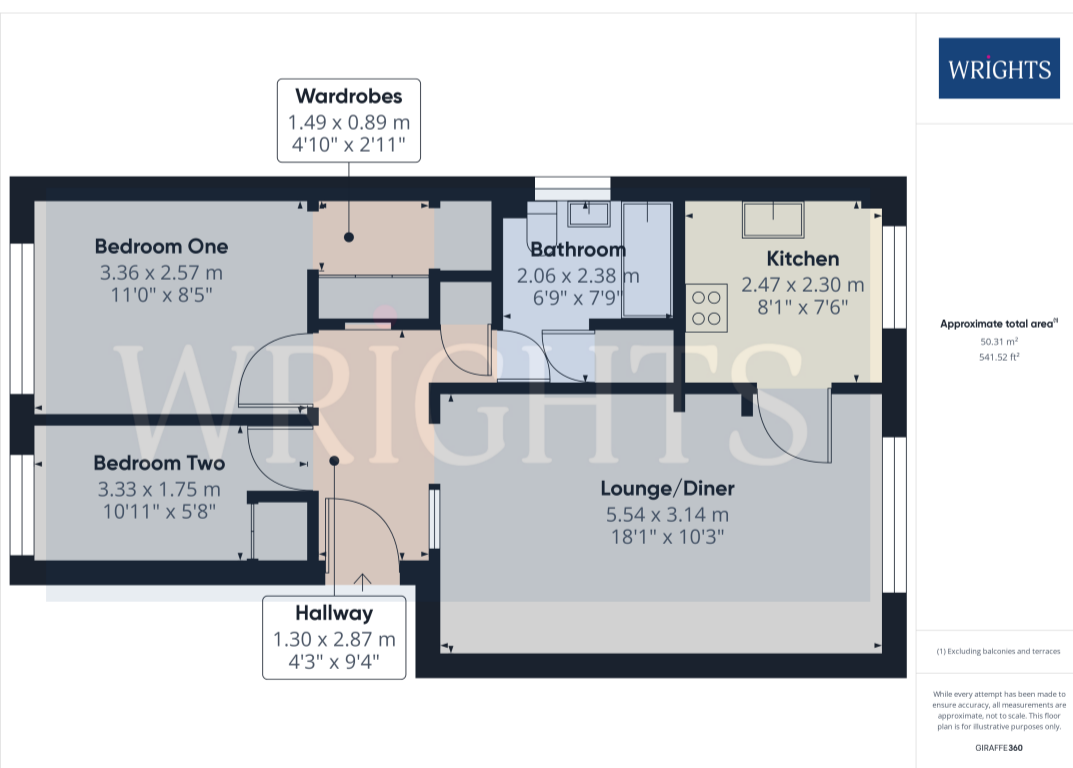 Wardrobes
1.49 x 0.89 m
4'10" x 2'11"
Bedroom One
3.36 x 2.57 m
11'0" x 8'5"
Bathroom
2.06 x 2.38 m
6'9" x 7'9"
Kitchen
2.47 x 2.30 m
8'1" x 7'6"
WRIGHTS
Bedroom Two
3.33 x 1.75 m
10'11" x 5'8"
Lounge/Diner
5.54 x 3.14 m
18'1" x 10'3"
Hallway
1.30 x 2.87 m
4'3" x 9'4"
WRIGHTS
Approximate total area⁽¹⁾
50.31 m²
541.52 ft²
(1) Excluding balconies and terraces
While every attempt has been made to
ensure accuracy, all measurements are
approximate, not to scale. This floor
plan is for illustrative purposes only.
GIRAFFE360